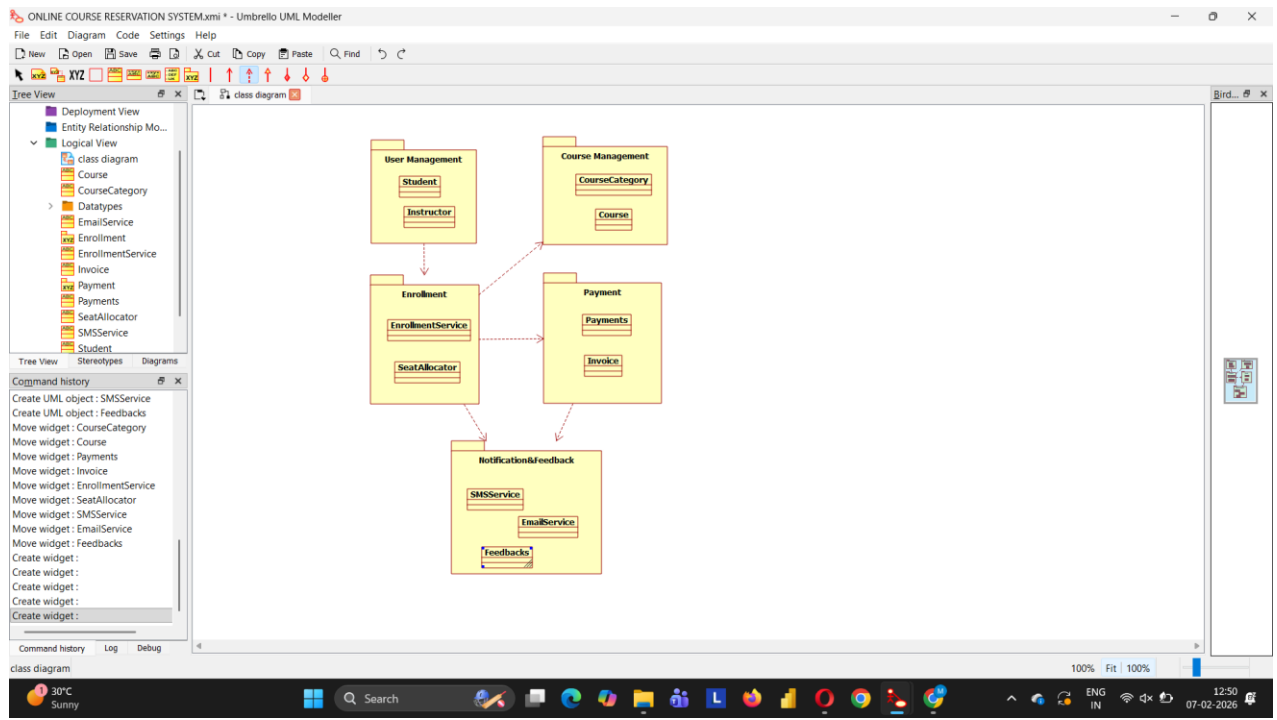 ONLINE COURSE RESERVATION SYSTEM.xmi * - Umbrello UML Modeller
File Edit Diagram Code Settings Help
New Open Save Cut Copy Paste Find
XYZ
Tree View
class diagram
Bird...
Deployment View
Entity Relationship Mo...
Logical View
class diagram
Course
CourseCategory
Datatypes
EmailService
Enrollment
EnrollmentService
Invoice
Payment
Payments
SeatAllocator
SMSService
Student
Tree View Stereotypes Diagrams
Command history
Create UML object : SMSService
Create UML object : Feedbacks
Move widget : CourseCategory
Move widget : Course
Move widget : Payments
Move widget : Invoice
Move widget : EnrollmentService
Move widget : SeatAllocator
Move widget : SMSService
Move widget : EmailService
Move widget : Feedbacks
Create widget :
Create widget :
Create widget :
Create widget :
Create widget :
Command history Log Debug
User Management
Student
Instructor
Course Management
CourseCategory
Course
Enrollment
EnrollmentService
SeatAllocator
Payment
Payments
Invoice
Notification&Feedback
SMSService
EmailService
Feedbacks
class diagram
100% Fit 100%
1
30°C
Sunny
Search
L
ENG
IN
12:50
07-02-2026